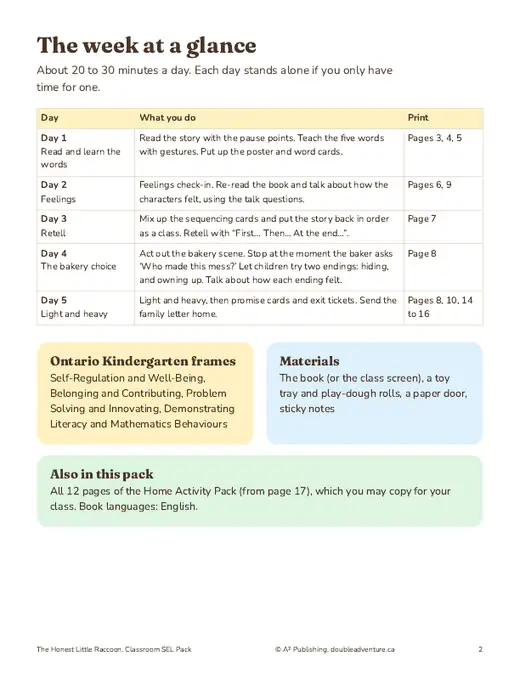 The week at a glance
About 20 to 30 minutes a day. Each day stands alone if you only have
time for one.
Day What you do Print
Day 1
Read and learn the
words
Read the story with the pause points. Teach the five words
with gestures. Put up the poster and word cards.
Pages 3, 4, 5
Day 2
Feelings
Feelings check-in. Re-read the book and talk about how the
characters felt, using the talk questions.
Pages 6, 9
Day 3
Retell
Mix up the sequencing cards and put the story back in order
as a class. Retell with “First... Then... At the end...”.
Page 7
Day 4
The bakery choice
Act out the bakery scene. Stop at the moment the baker asks
‘Who made this mess?’ Let children try two endings: hiding,
and owning up. Talk about how each ending felt.
Page 8
Day 5
Light and heavy
Light and heavy, then promise cards and exit tickets. Send the
family letter home.
Pages 8, 10, 14
to 16
Ontario Kindergarten frames
Self-Regulation and Well-Being,
Belonging and Contributing, Problem
Solving and Innovating, Demonstrating
Literacy and Mathematics Behaviours
Materials
The book (or the class screen), a toy
tray and play-dough rolls, a paper door,
sticky notes
Also in this pack
All 12 pages of the Home Activity Pack (from page 17), which you may copy for your
class. Book languages: English.
The Honest Little Raccoon. Classroom SEL Pack © A² Publishing, doubleadventure.ca 2